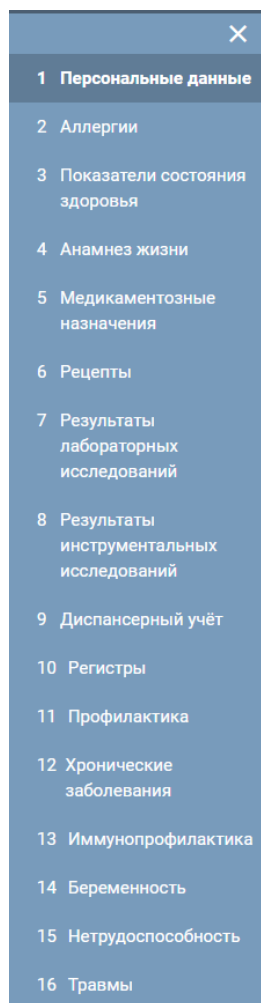 1 Персональные данные
2 Аллергии
3 Показатели состояния
здоровья
4 Анамнез жизни
5 Медикаментозные
назначения
6 Рецепты
7 Результаты
лабораторных
исследований
8 Результаты
инструментальных
исследований
9 Диспансерный учёт
10 Регистры
11 Профилактика
12 Хронические
заболевания
13 Иммунопрофилактика
14 Беременность
15 Нетрудоспособность
16 Травмы